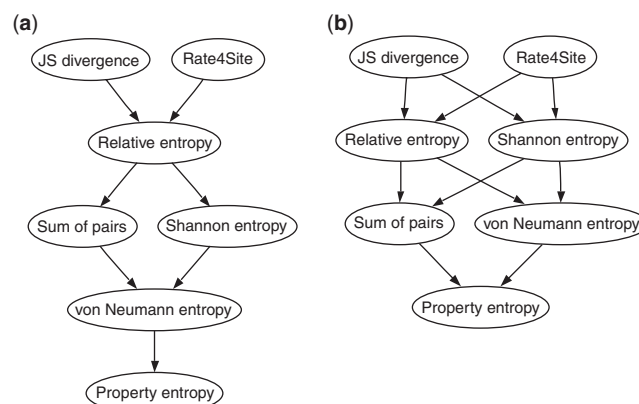 (a)
JS divergence
Rate4Site
Relative entropy
Sum of pairs
Shannon entropy
von Neumann entropy
Property entropy
(b)
JS divergence
Rate4Site
Relative entropy
Shannon entropy
Sum of pairs
von Neumann entropy
Property entropy